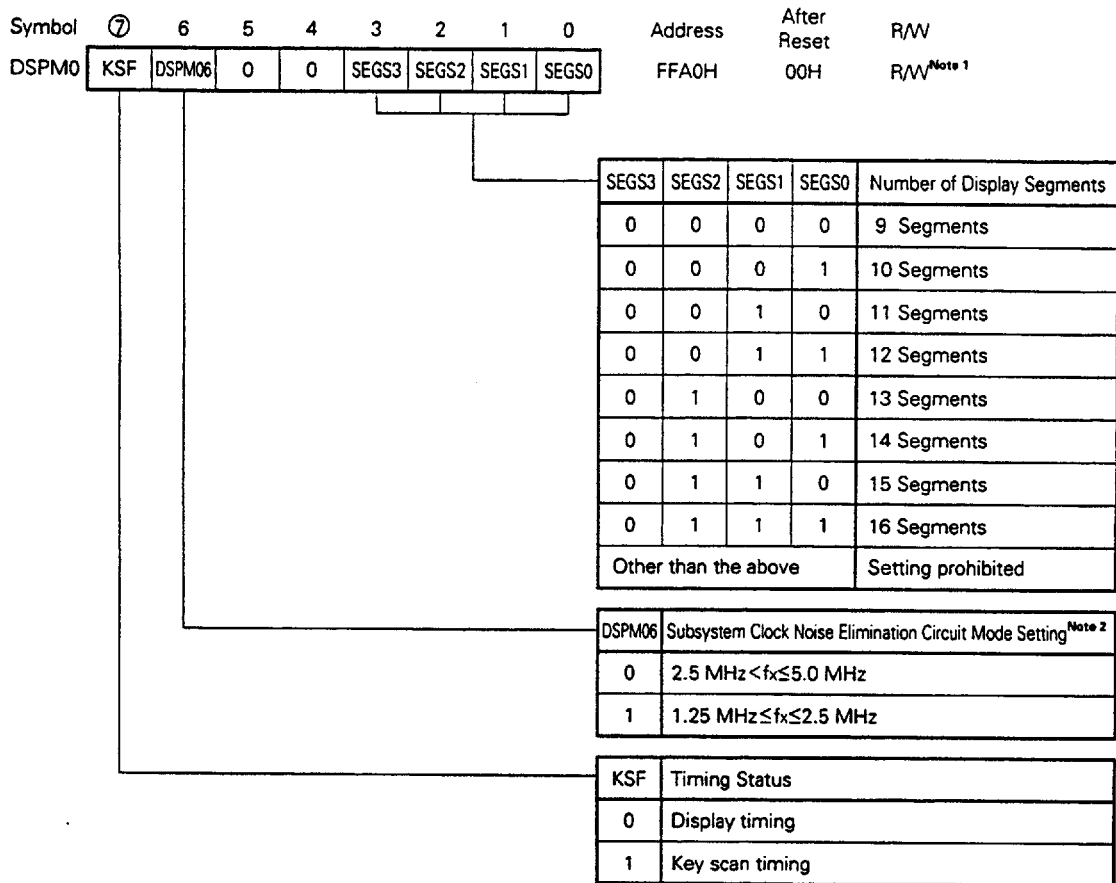 Symbol ⑦ 6 5 4 3 2 1 0 Address After Reset R/W
DSPM0 KSF DSPM06 0 0 SEGS3 SEGS2 SEGS1 SEGS0 FFA0H 00H R/W Note 1
SEGS3 SEGS2 SEGS1 SEGS0 Number of Display Segments
0 0 0 0 9 Segments
0 0 0 1 10 Segments
0 0 1 0 11 Segments
0 0 1 1 12 Segments
0 1 0 0 13 Segments
0 1 0 1 14 Segments
0 1 1 0 15 Segments
0 1 1 1 16 Segments
Other than the above Setting prohibited
DSPM06 Subsystem Clock Noise Elimination Circuit Mode Setting Note 2
0 2.5 MHz<fx≤5.0 MHz
1 1.25 MHz≤fx≤2.5 MHz
KSF Timing Status
0 Display timing
1 Key scan timing